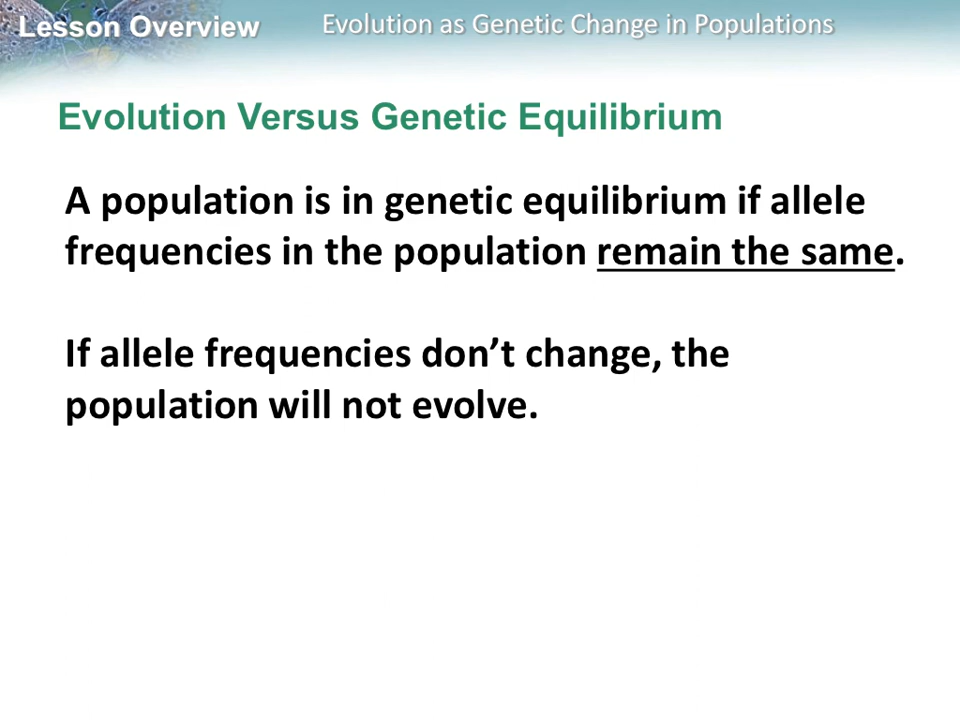 Lesson Overview
Evolution as Genetic Change in Populations
Evolution Versus Genetic Equilibrium
A population is in genetic equilibrium if allele
frequencies in the population remain the same.
If allele frequencies don’t change, the
population will not evolve.